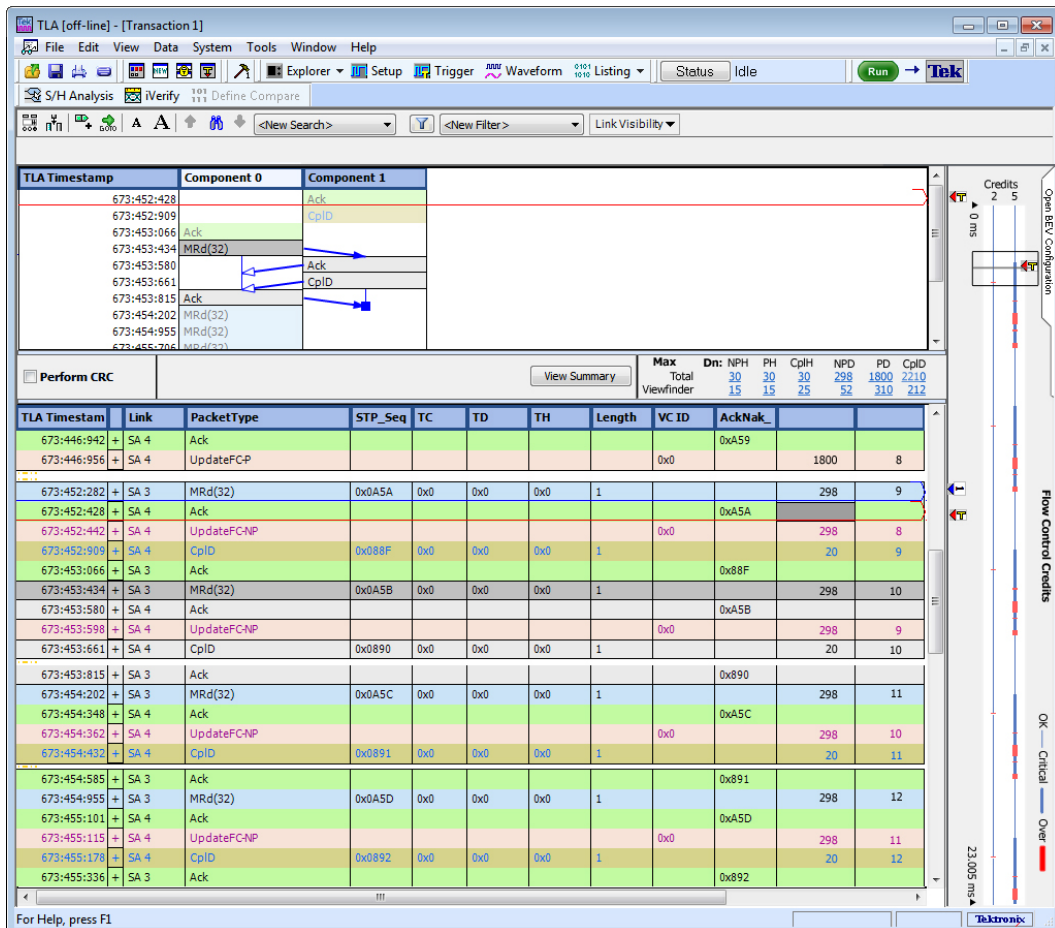 TLA [off-line] - [Transaction 1]
File Edit View Data System Tools Window Help
Explorer Setup Trigger Waveform Listing Status Idle Run Tek
S/H Analysis iVerify Define Compare
A A <New Search> <New Filter> Link Visibility
TLA Timestamp Component 0 Component 1
673:452:428 Ack
673:452:909 CplD
673:453:066 Ack
673:453:434 MRd(32)
673:453:580 Ack
673:453:661 CplD
673:453:815 Ack
673:454:202 MRd(32)
673:454:955 MRd(32)
673:455:706 MRd(32)
Perform CRC View Summary
Max Dn: NPH PH CplH NPD PD CplD
Total 30 30 30 298 1800 2210
Viewfinder 15 15 25 52 310 212
TLA Timestam Link PacketType STP_Seq TC TD TH Length VC ID AckNak_
673:446:942 + SA 4 Ack 0xA59
673:446:956 + SA 4 UpdateFC-P 0x0 1800 8
673:452:282 + SA 3 MRd(32) 0x0A5A 0x0 0x0 0x0 1 298 9
673:452:428 + SA 4 Ack 0xA5A
673:452:442 + SA 4 UpdateFC-NP 0x0 298 8
673:452:909 + SA 4 CplD 0x088F 0x0 0x0 0x0 1 20 9
673:453:066 + SA 3 Ack 0x88F
673:453:434 + SA 3 MRd(32) 0x0A5B 0x0 0x0 0x0 1 298 10
673:453:580 + SA 4 Ack 0xA5B
673:453:598 + SA 4 UpdateFC-NP 0x0 298 9
673:453:661 + SA 4 CplD 0x0890 0x0 0x0 0x0 1 20 10
673:453:815 + SA 3 Ack 0x890
673:454:202 + SA 3 MRd(32) 0x0A5C 0x0 0x0 0x0 1 298 11
673:454:348 + SA 4 Ack 0xA5C
673:454:362 + SA 4 UpdateFC-NP 0x0 298 10
673:454:432 + SA 4 CplD 0x0891 0x0 0x0 0x0 1 20 11
673:454:585 + SA 3 Ack 0x891
673:454:955 + SA 3 MRd(32) 0x0A5D 0x0 0x0 0x0 1 298 12
673:455:101 + SA 4 Ack 0xA5D
673:455:115 + SA 4 UpdateFC-NP 0x0 298 11
673:455:178 + SA 4 CplD 0x0892 0x0 0x0 0x0 1 20 12
673:455:336 + SA 3 Ack 0x892
Credits
2 5
0 ms
Open BEV Configuration
Flow Control Credits
OK Critical Over
23.005 ms
For Help, press F1
Tektronix